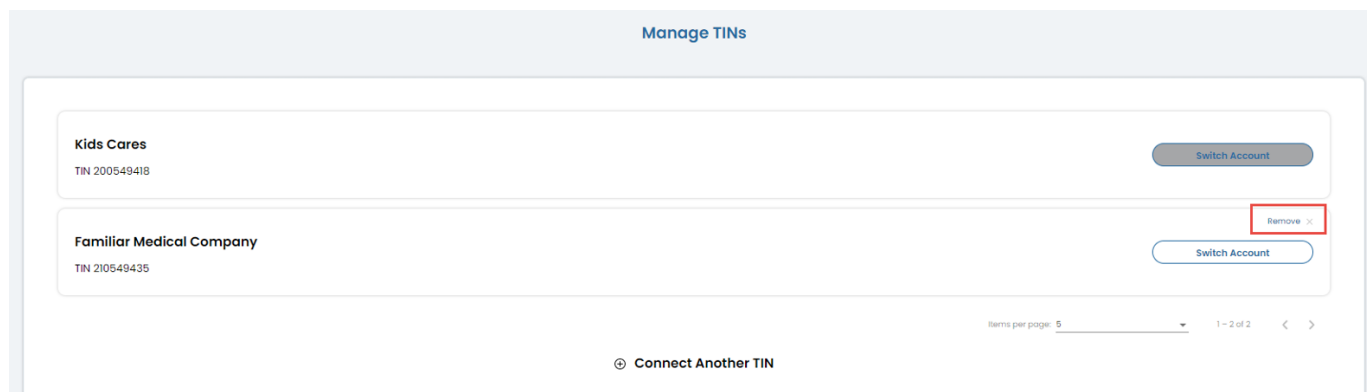 Manage TINs
Kids Cares
TIN 200549418
Switch Account
Remove ×
Familiar Medical Company
TIN 210549435
Switch Account
Items per page: 5
1 – 2 of 2
Connect Another TIN